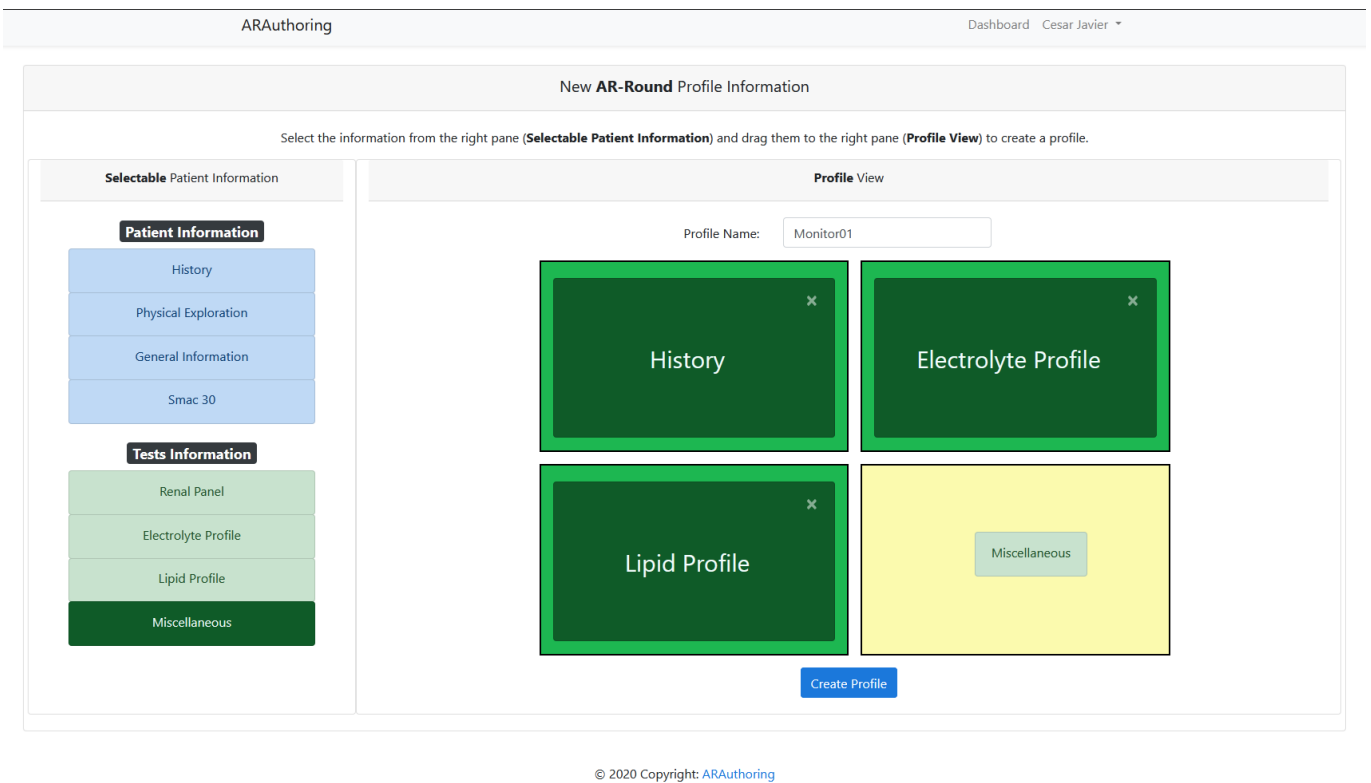 ARAuthoring
Dashboard Cesar Javier
New AR-Round Profile Information
Select the information from the right pane (Selectable Patient Information) and drag them to the right pane (Profile View) to create a profile.
Selectable Patient Information
Patient Information
History
Physical Exploration
General Information
Smac 30
Tests Information
Renal Panel
Electrolyte Profile
Lipid Profile
Miscellaneous
Profile View
Profile Name: Monitor01
×
History
×
Electrolyte Profile
×
Lipid Profile
Miscellaneous
Create Profile
© 2020 Copyright: ARAuthoring